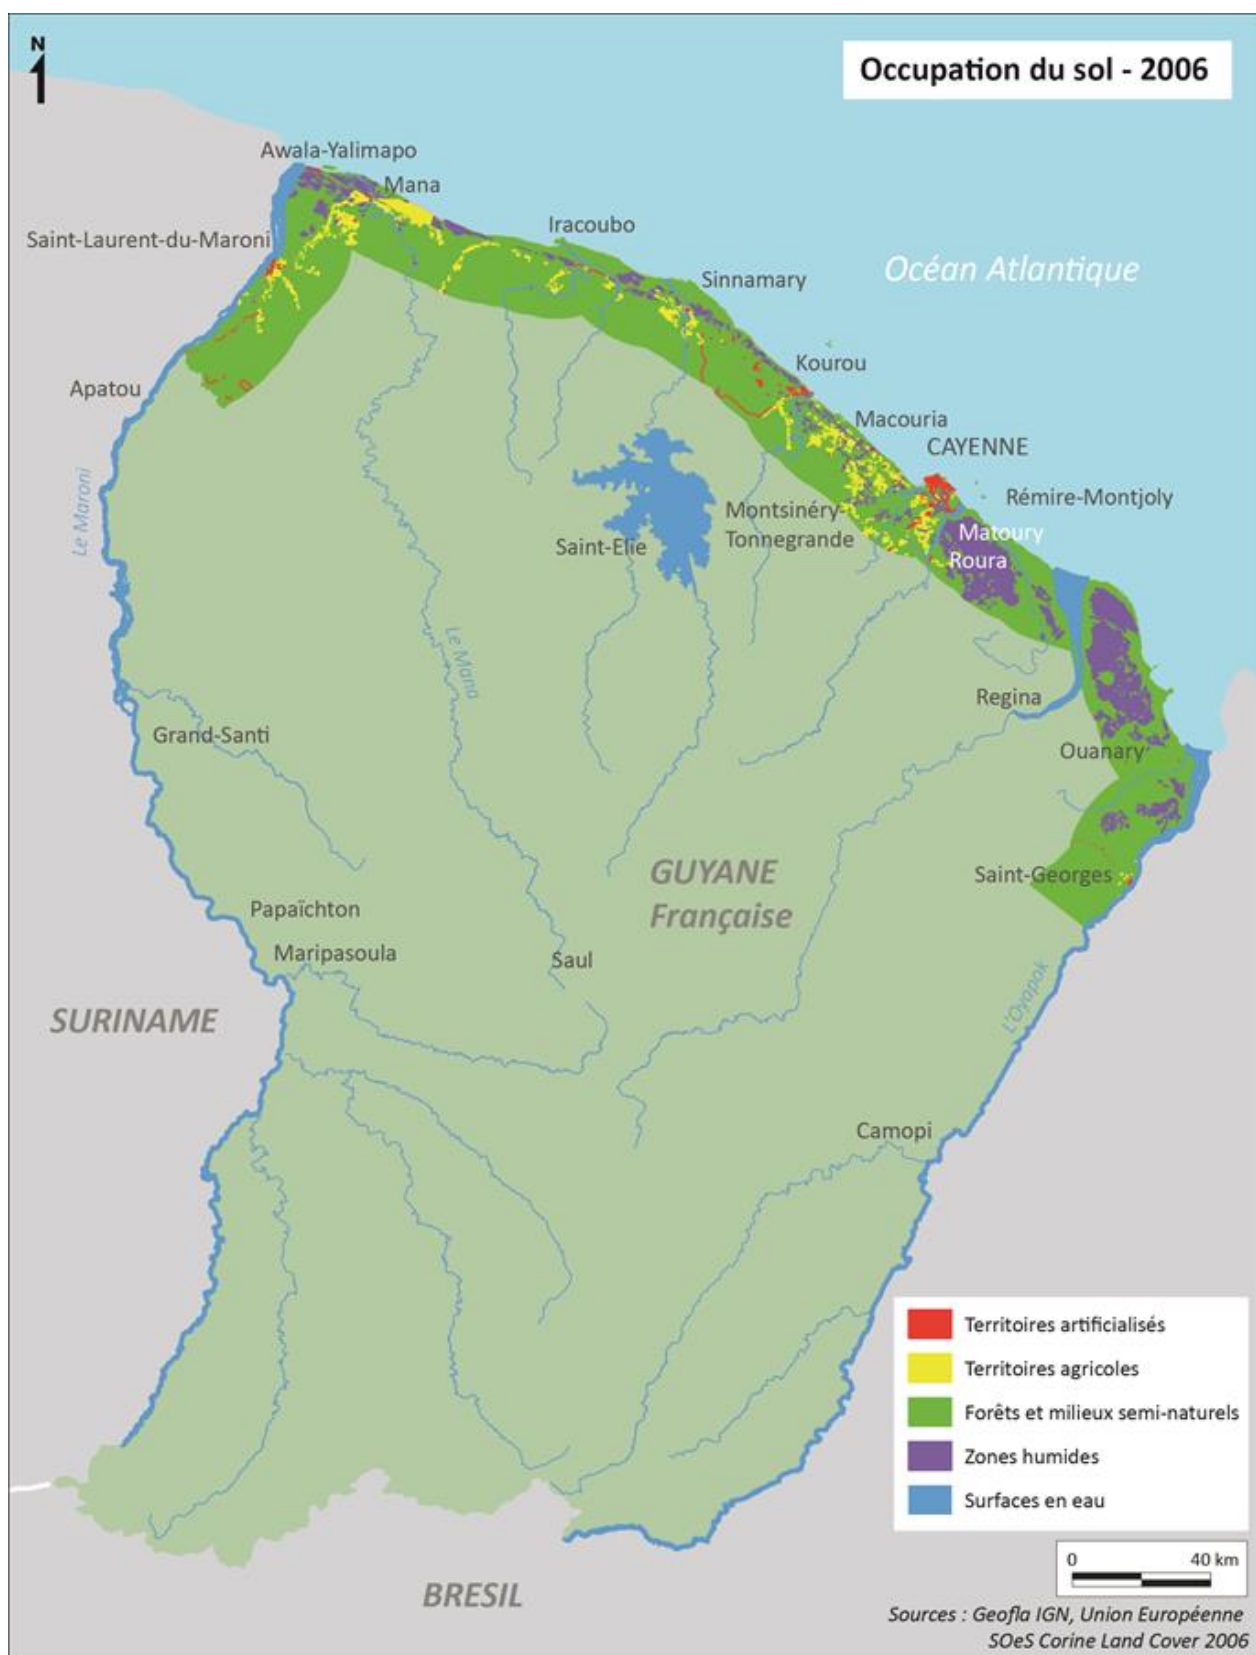 N
Occupation du sol - 2006
Awala-Yalimapo
Mana
Saint-Laurent-du-Maroni
Iracoubo
Océan Atlantique
Sinnamary
Kourou
Apatou
Macouria
CAYENNE
Le Maroni
Rémire-Montjoly
Montsinéry-
Tonnegrande
Matoury
Saint-Elie
Roura
Le Mana
Regina
Grand-Santi
Ouanary
GUYANE
Française
Saint-Georges
Papaïchton
Maripasoula
Saul
L'Oyapok
SURINAME
Camopi
Territoires artificialisés
Territoires agricoles
Forêts et milieux semi-naturels
Zones humides
Surfaces en eau
0 40 km
BRESIL
Sources : Geofla IGN, Union Européenne
SOeS Corine Land Cover 2006